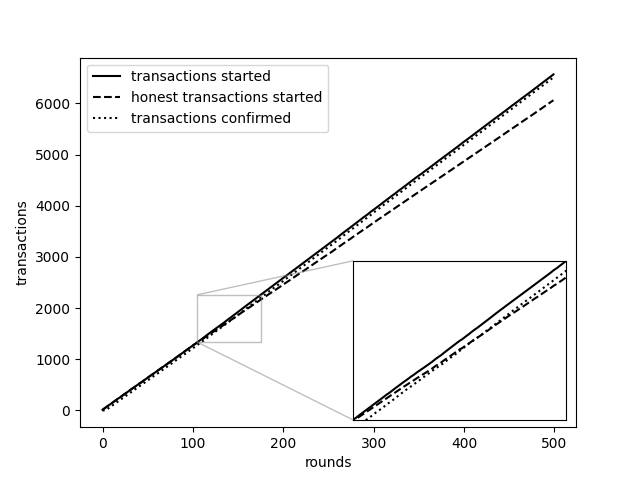 transactions started
honest transactions started
transactions confirmed
6000
5000
4000
3000
2000
1000
0
transactions
0 100 200 300 400 500
rounds